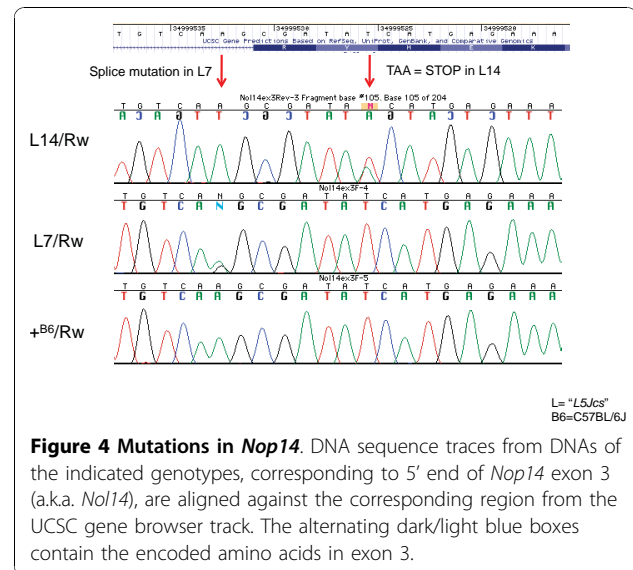 34999535 34999530 34999525 34999520
T G T C A A G C G A T A T C A T G A G A A A
UCSC Gene Predictions Based on RefSeq, UniProt, GenBank, and Comparative Genomics
R Y H E K
Splice mutation in L7 TAA = STOP in L14
Nol14ex3Rev-3 Fragment base #105. Base 105 of 204
T G T C A A G C G A T A N C A T G A G A A A
A C A G T T C G C T A T A G T A C T C T T T
L14/Rw
Nol14ex3F-4
T G T C A A G C G A T A T C A T G A G A A A
T G T C A N G C G A T A T C A T G A G A A A
L7/Rw
Nol14ex3F-5
T G T C A A G C G A T A T C A T G A G A A A
T G T C A A G C G A T A T C A T G A G A A A
+B6/Rw
L= "L5Jcs"
B6=C57BL/6J
Figure 4 Mutations in Nop14. DNA sequence traces from DNAs of
the indicated genotypes, corresponding to 5' end of Nop14 exon 3
(a.k.a. Nol14), are aligned against the corresponding region from the
UCSC gene browser track. The alternating dark/light blue boxes
contain the encoded amino acids in exon 3.